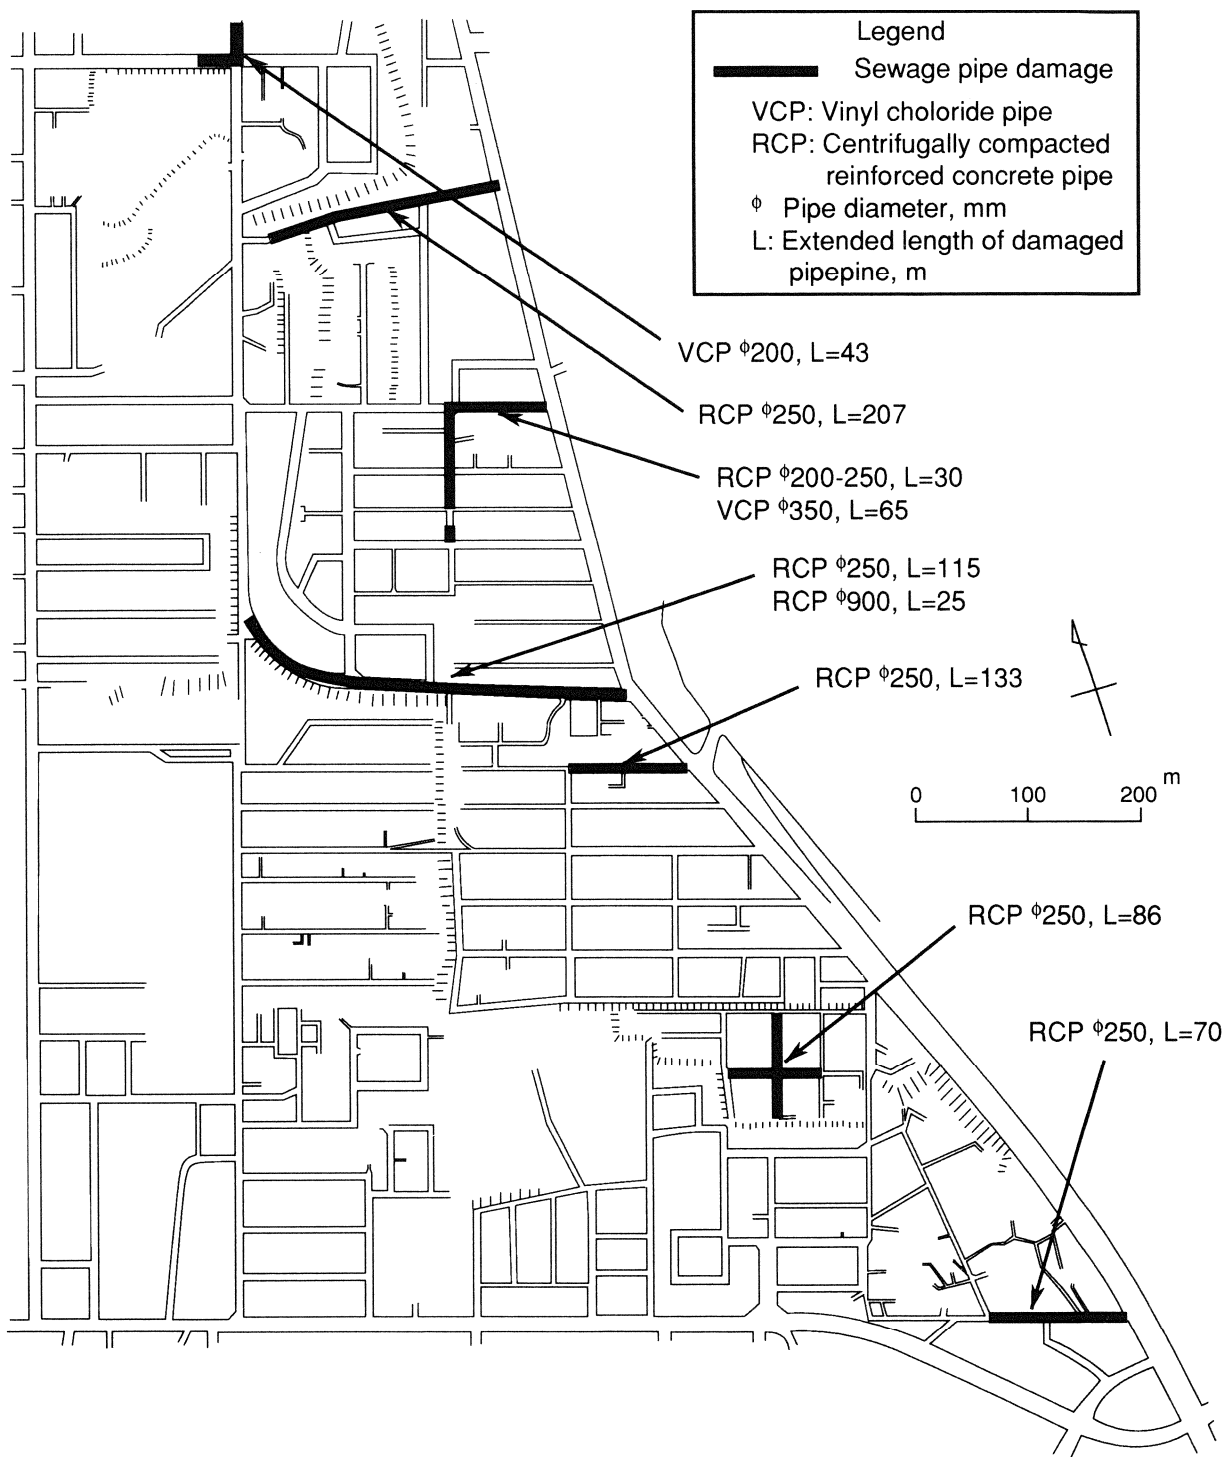 Legend
Sewage pipe damage
VCP: Vinyl choloride pipe
RCP: Centrifugally compacted
reinforced concrete pipe
ϕ Pipe diameter, mm
L: Extended length of damaged
pipepine, m
VCP ϕ200, L=43
RCP ϕ250, L=207
RCP ϕ200-250, L=30
VCP ϕ350, L=65
RCP ϕ250, L=115
RCP ϕ900, L=25
RCP ϕ250, L=133
m
0 100 200
RCP ϕ250, L=86
RCP ϕ250, L=70